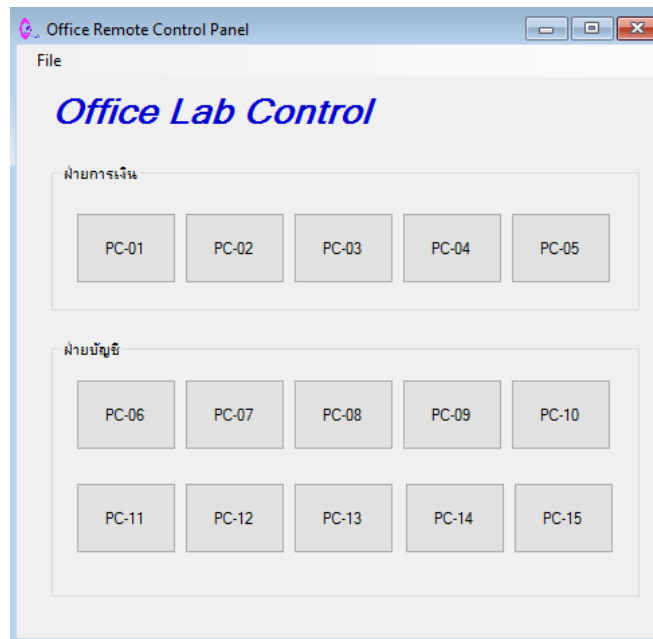 Office Remote Control Panel
File
Office Lab Control
ฝ่ายการเงิน
PC-01 PC-02 PC-03 PC-04 PC-05
ฝ่ายบัญชี
PC-06 PC-07 PC-08 PC-09 PC-10
PC-11 PC-12 PC-13 PC-14 PC-15